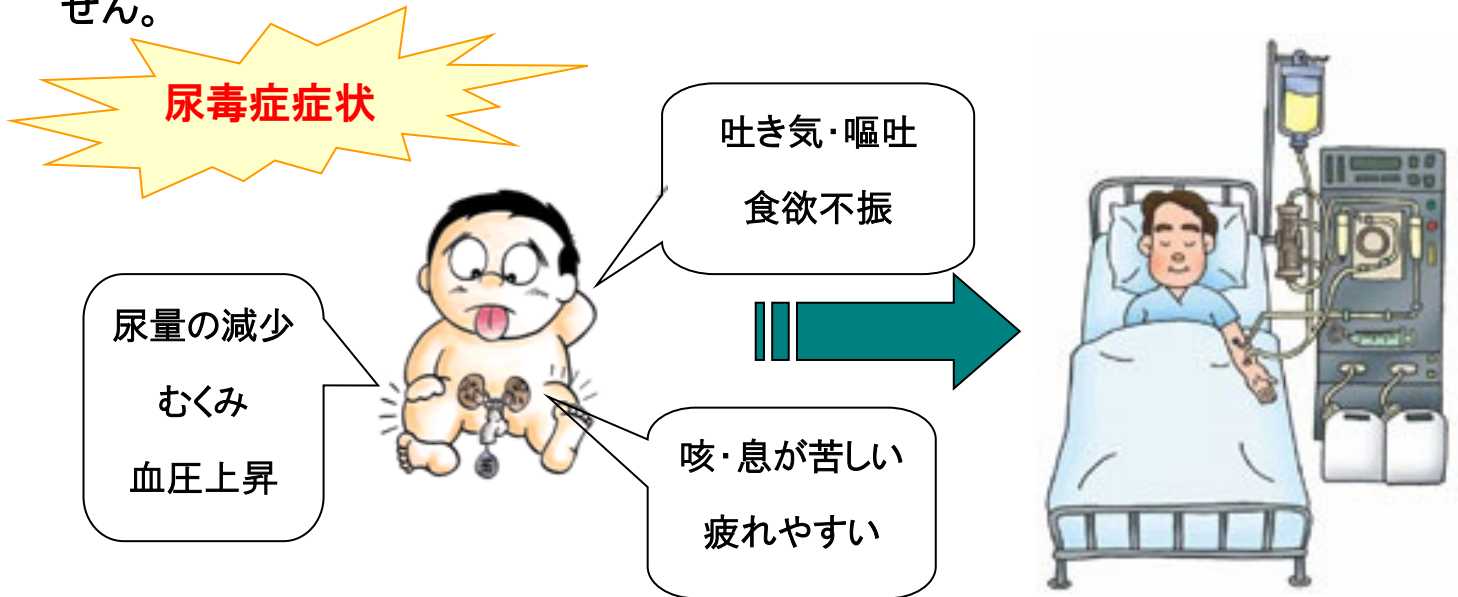 せん。
尿毒症症状
吐き気・嘔吐
食欲不振
尿量の減少
むくみ
血圧上昇
咳・息が苦しい
疲れやすい